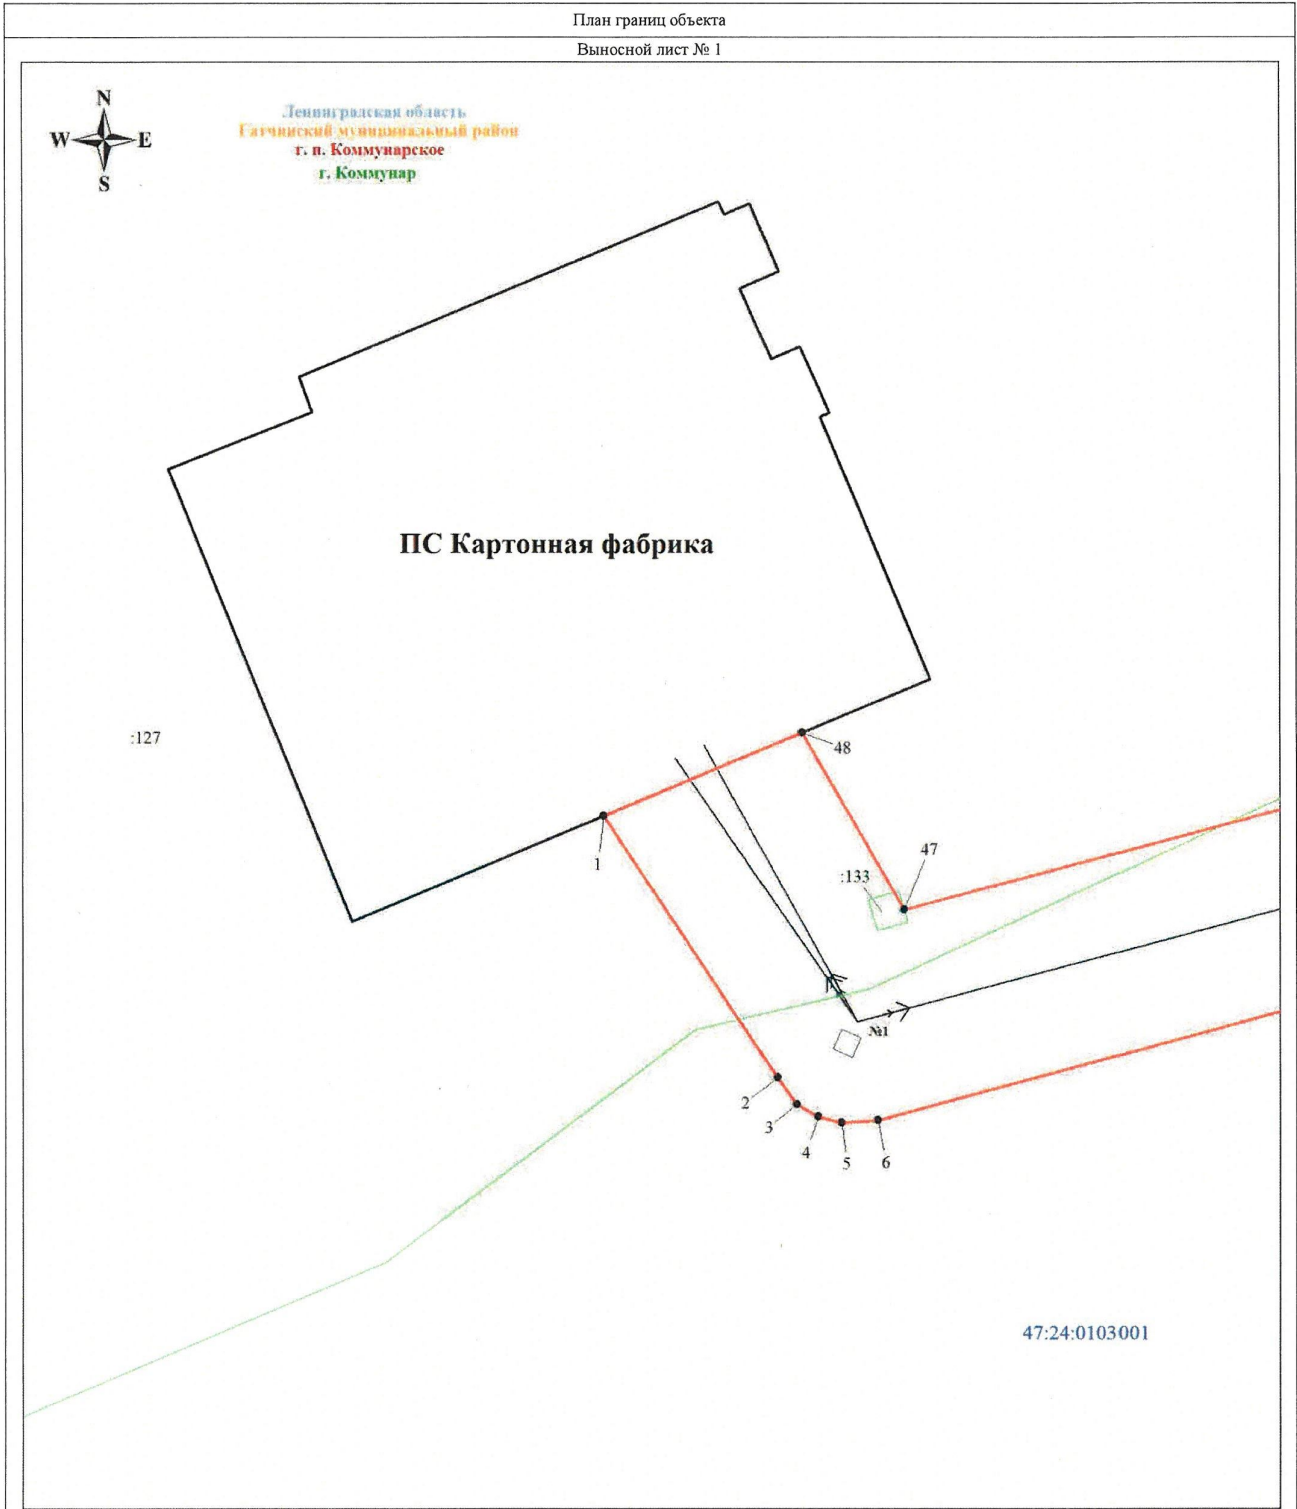 План границ объекта
Выносной лист № 1
N
W E
S
Ленинградская область
Гатчинский муниципальный район
г. п. Коммунарское
г. Коммунар
ПС Картонная фабрика
:127
48
1
47
:133
№1
2
3
4
5
6
47:24:0103001